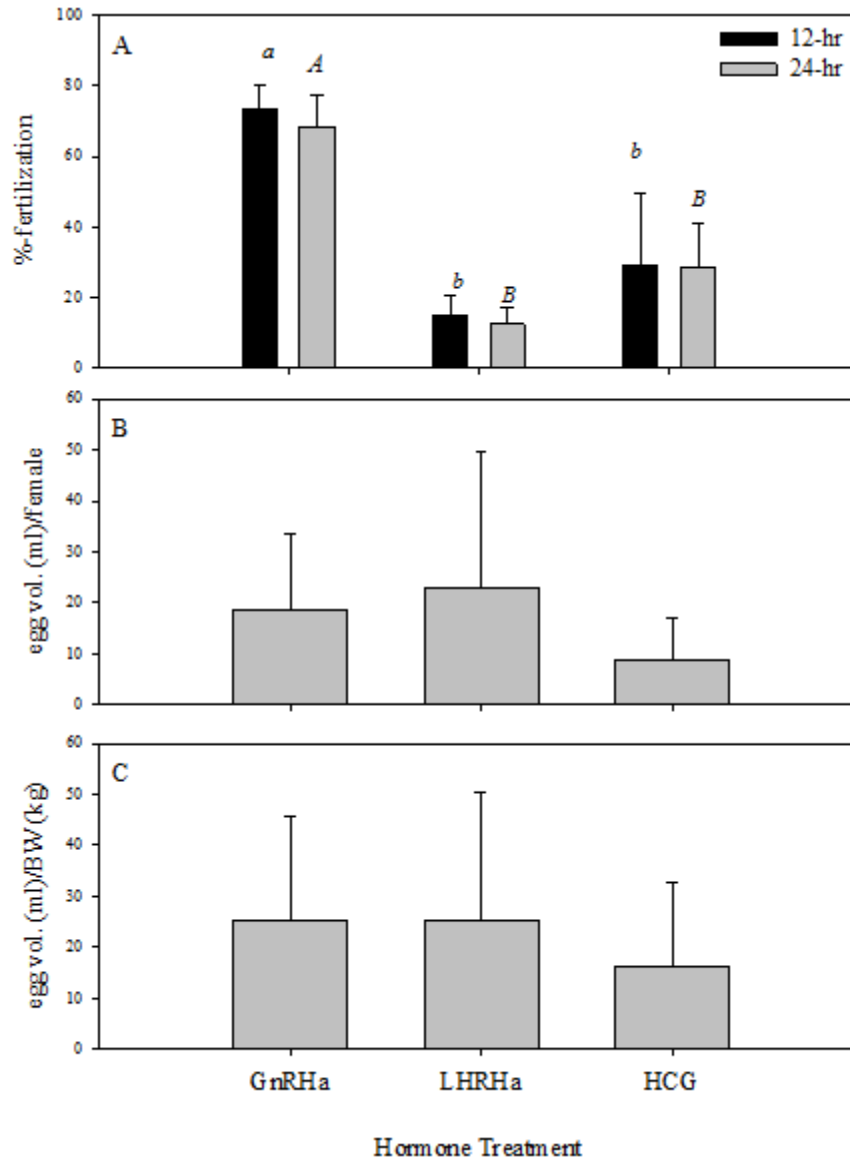 100
A
a
A
12-hr
24-hr
80
60
b
B
40
b
B
20
0
%-fertilization
60
B
50
40
30
20
10
0
egg vol. (ml)/female
60
C
50
40
30
20
10
0
egg vol. (ml)/BW (kg)
GnRHa LHRHa HCG
Hormone Treatment